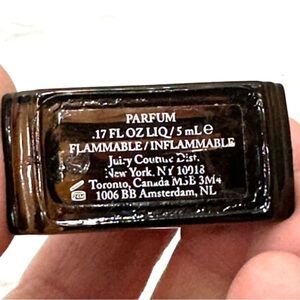 PARFUM
.17 FL OZ LIQ / 5 mL ℮
FLAMMABLE / INFLAMMABLE
Juicy Couture Dist.
New York, NY 10018
Toronto, Canada M3B 3M4
1006 BB Amsterdam, NL